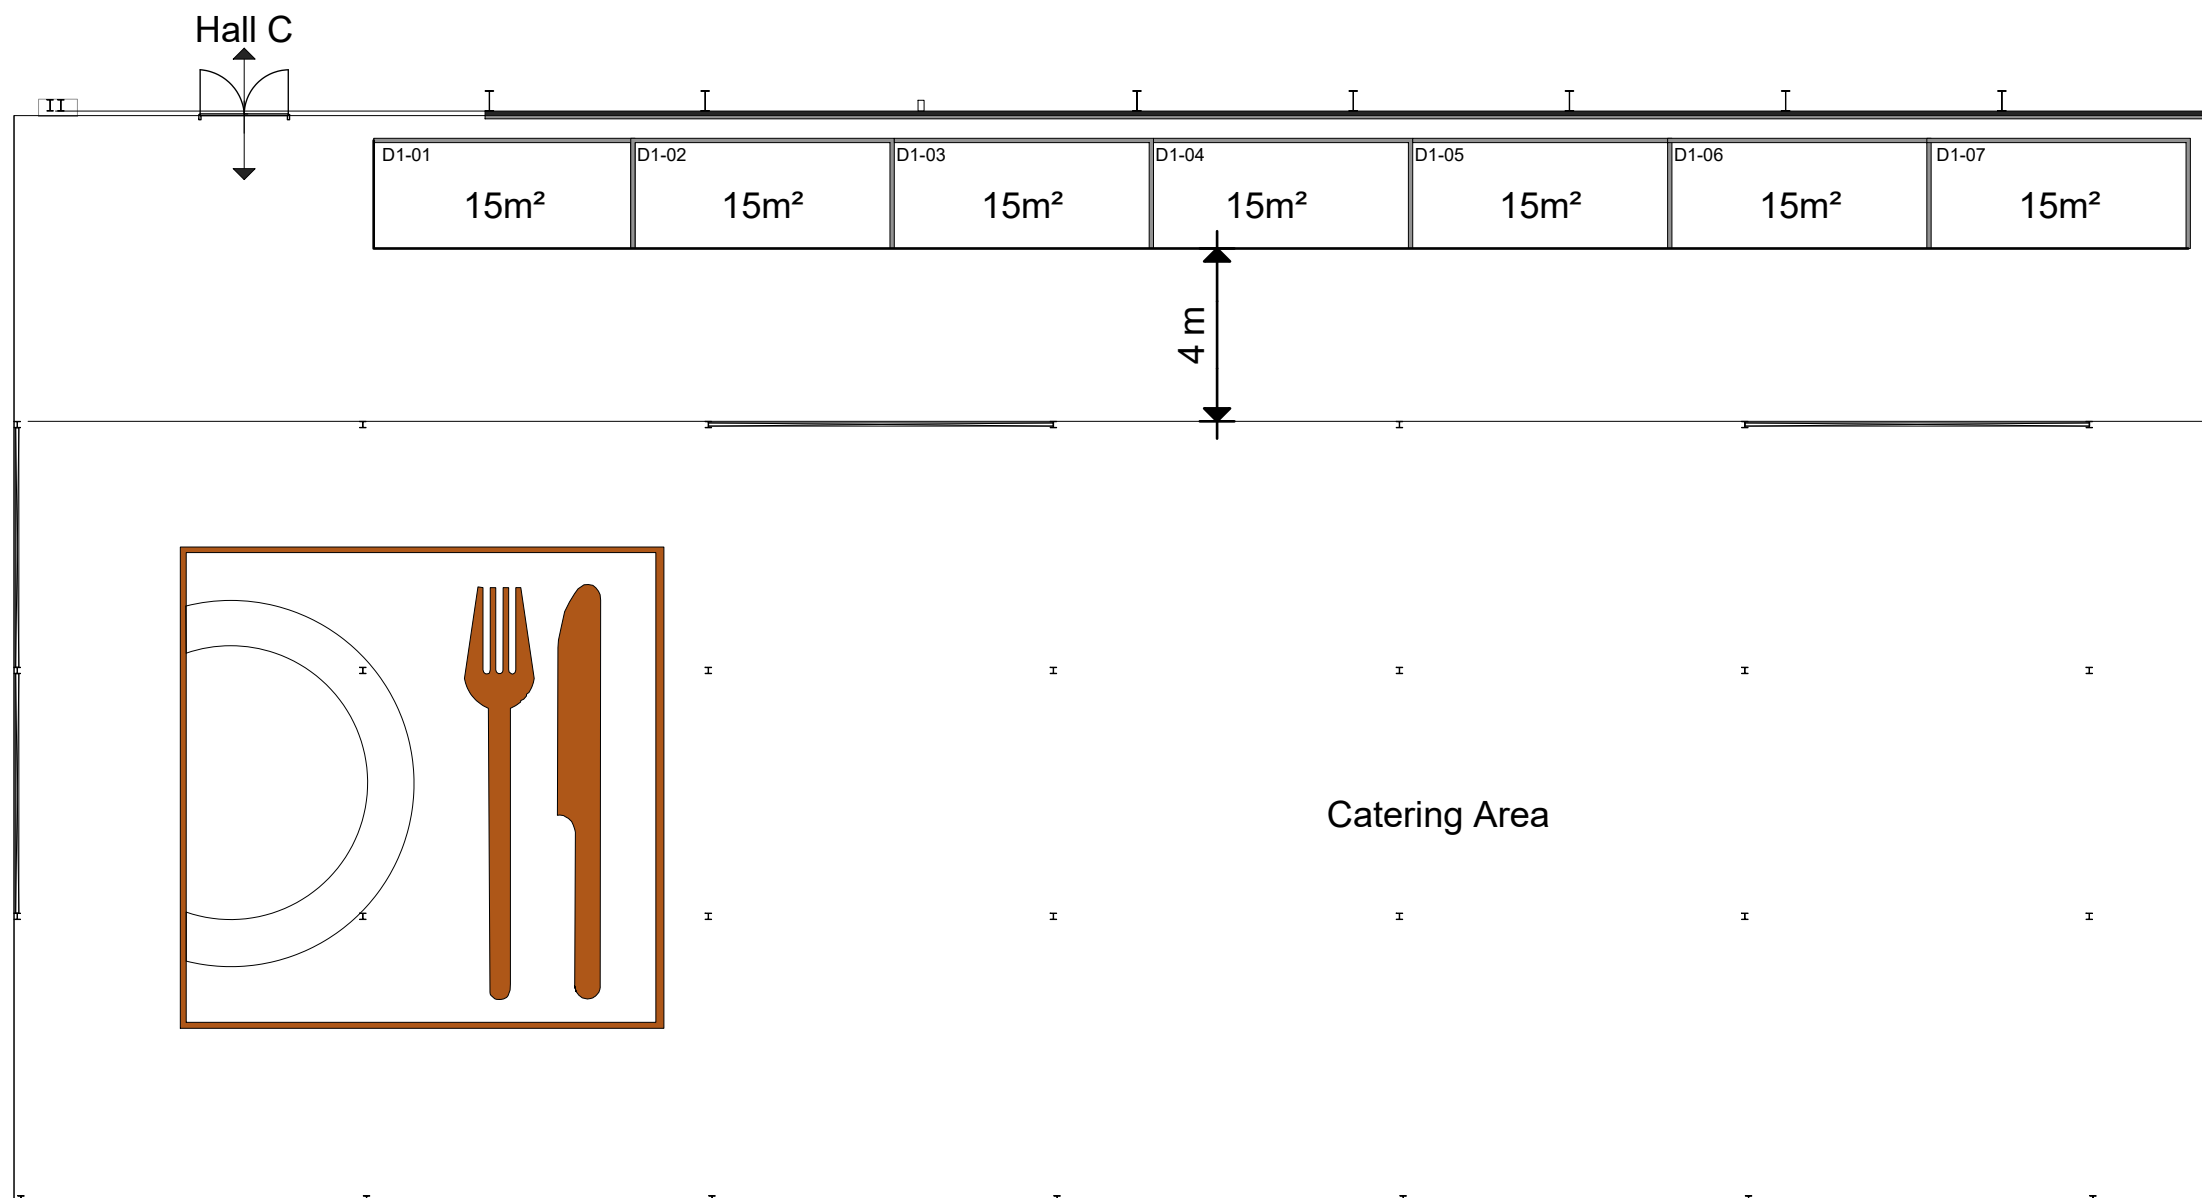 Hall C
D1-01
D1-02
D1-03
D1-04
D1-05
D1-06
D1-07
15m²
15m²
15m²
15m²
15m²
15m²
15m²
4 m
Catering Area